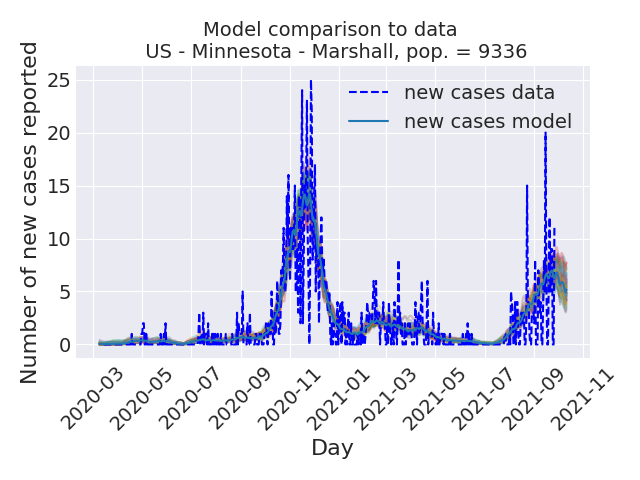 Model comparison to data
US - Minnesota - Marshall, pop. = 9336
Number of new cases reported
25
20
15
10
5
0
new cases data
new cases model
2020-03
2020-05
2020-07
2020-09
2020-11
2021-01
2021-03
2021-05
2021-07
2021-09
2021-11
Day